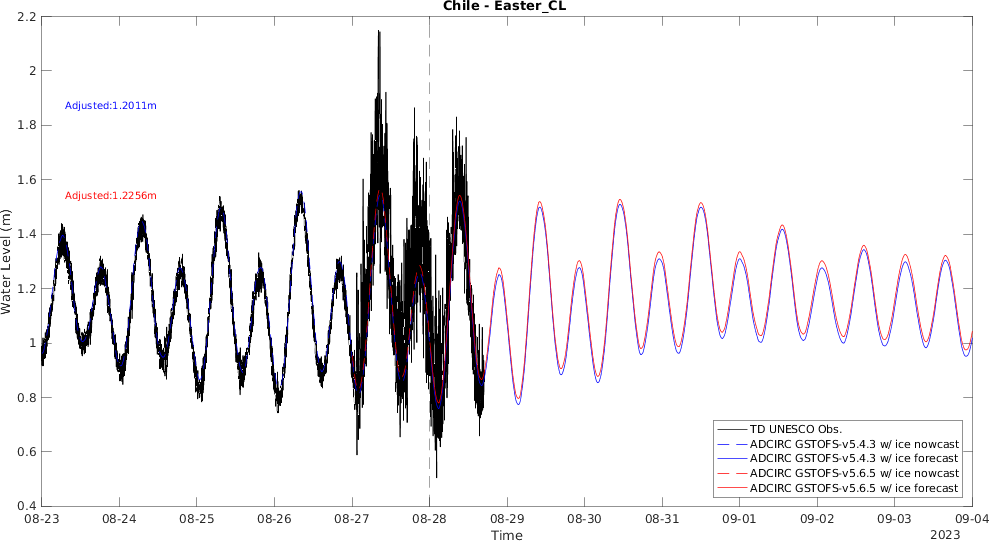 Chile - Easter_CL
2.2
2
1.8
1.6
1.4
1.2
1
0.8
0.6
0.4
Water Level (m)
Adjusted:1.2011m
Adjusted:1.2256m
TD UNESCO Obs.
ADCIRC GSTOFS-v5.4.3 w/ ice nowcast
ADCIRC GSTOFS-v5.4.3 w/ ice forecast
ADCIRC GSTOFS-v5.6.5 w/ ice nowcast
ADCIRC GSTOFS-v5.6.5 w/ ice forecast
08-23 08-24 08-25 08-26 08-27 08-28 08-29 08-30 08-31 09-01 09-02 09-03 09-04
Time
2023